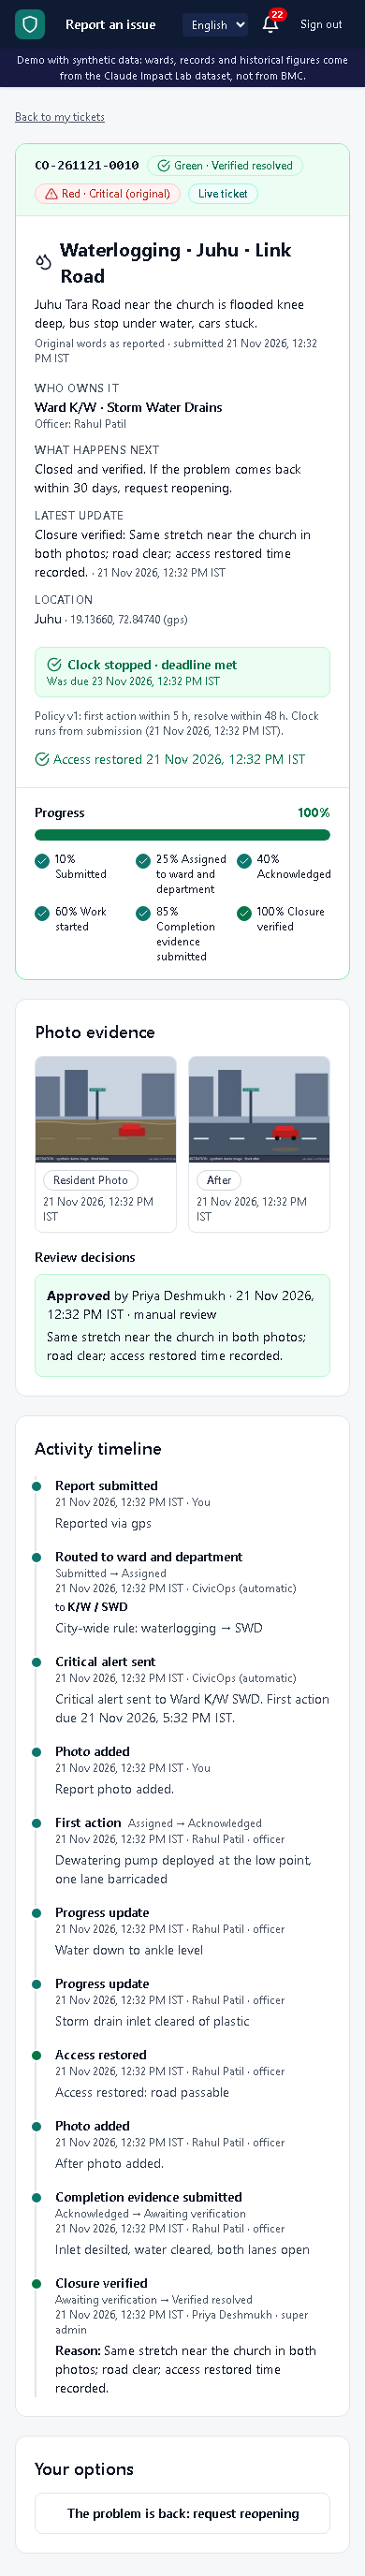 Report an issue
English
22
Sign out
Demo with synthetic data: wards, records and historical figures come
from the Claude Impact Lab dataset, not from BMC.
Back to my tickets
CO-261121-0010
Green · Verified resolved
Red · Critical (original)
Live ticket
Waterlogging · Juhu · Link
Road
Juhu Tara Road near the church is flooded knee
deep, bus stop under water, cars stuck.
Original words as reported · submitted 21 Nov 2026, 12:32
PM IST
WHO OWNS IT
Ward K/W · Storm Water Drains
Officer: Rahul Patil
WHAT HAPPENS NEXT
Closed and verified. If the problem comes back
within 30 days, request reopening.
LATEST UPDATE
Closure verified: Same stretch near the church in
both photos; road clear; access restored time
recorded. · 21 Nov 2026, 12:32 PM IST
LOCATION
Juhu · 19.13660, 72.84740 (gps)
Clock stopped · deadline met
Was due 23 Nov 2026, 12:32 PM IST
Policy v1: first action within 5 h, resolve within 48 h. Clock
runs from submission (21 Nov 2026, 12:32 PM IST).
Access restored 21 Nov 2026, 12:32 PM IST
Progress
100%
10%
Submitted
25% Assigned
to ward and
department
40%
Acknowledged
60% Work
started
85%
Completion
evidence
submitted
100% Closure
verified
Photo evidence
Resident Photo
21 Nov 2026, 12:32 PM
IST
After
21 Nov 2026, 12:32 PM
IST
Review decisions
Approved by Priya Deshmukh · 21 Nov 2026,
12:32 PM IST · manual review
Same stretch near the church in both photos;
road clear; access restored time recorded.
Activity timeline
Report submitted
21 Nov 2026, 12:32 PM IST · You
Reported via gps
Routed to ward and department
Submitted → Assigned
21 Nov 2026, 12:32 PM IST · CivicOps (automatic)
to K/W / SWD
City-wide rule: waterlogging → SWD
Critical alert sent
21 Nov 2026, 12:32 PM IST · CivicOps (automatic)
Critical alert sent to Ward K/W SWD. First action
due 21 Nov 2026, 5:32 PM IST.
Photo added
21 Nov 2026, 12:32 PM IST · You
Report photo added.
First action Assigned → Acknowledged
21 Nov 2026, 12:32 PM IST · Rahul Patil · officer
Dewatering pump deployed at the low point,
one lane barricaded
Progress update
21 Nov 2026, 12:32 PM IST · Rahul Patil · officer
Water down to ankle level
Progress update
21 Nov 2026, 12:32 PM IST · Rahul Patil · officer
Storm drain inlet cleared of plastic
Access restored
21 Nov 2026, 12:32 PM IST · Rahul Patil · officer
Access restored: road passable
Photo added
21 Nov 2026, 12:32 PM IST · Rahul Patil · officer
After photo added.
Completion evidence submitted
Acknowledged → Awaiting verification
21 Nov 2026, 12:32 PM IST · Rahul Patil · officer
Inlet desilted, water cleared, both lanes open
Closure verified
Awaiting verification → Verified resolved
21 Nov 2026, 12:32 PM IST · Priya Deshmukh · super
admin
Reason: Same stretch near the church in both
photos; road clear; access restored time
recorded.
Your options
The problem is back: request reopening